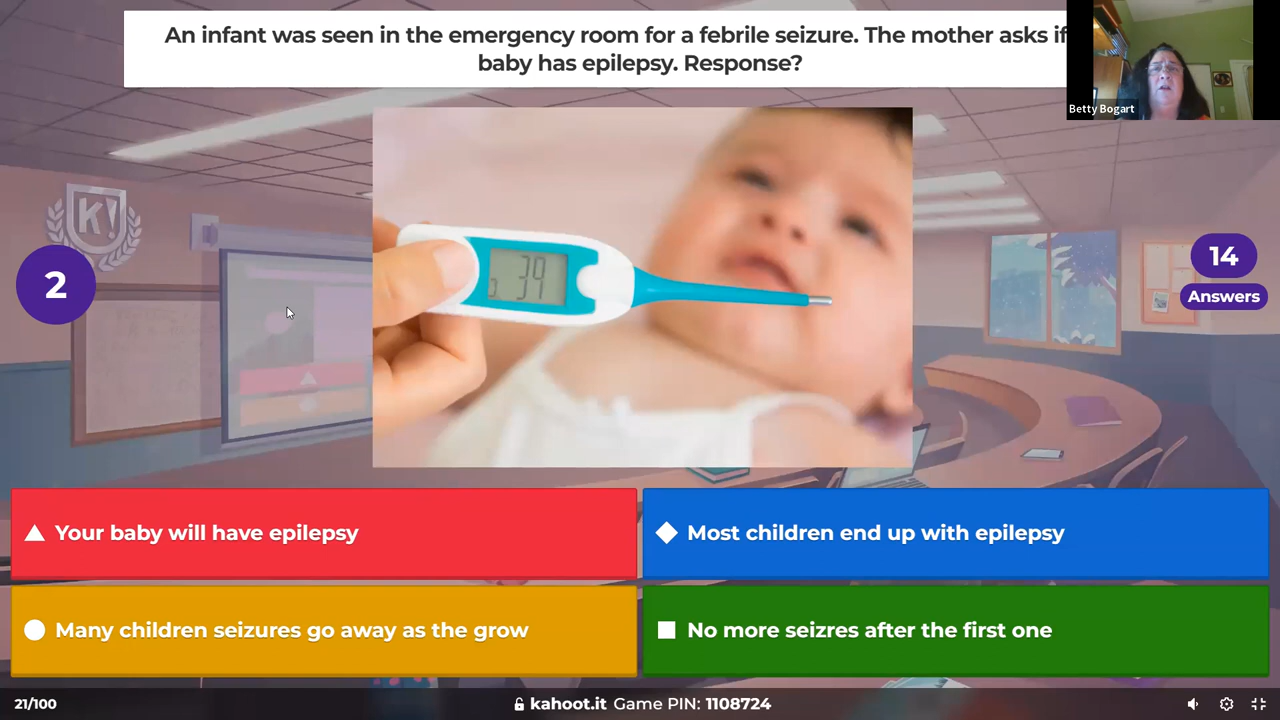 An infant was seen in the emergency room for a febrile seizure. The mother asks if
baby has epilepsy. Response?
Betty Bogart
K!
2
39
14
Answers
Your baby will have epilepsy
Most children end up with epilepsy
Many children seizures go away as the grow
No more seizres after the first one
21/100
kahoot.it Game PIN: 1108724